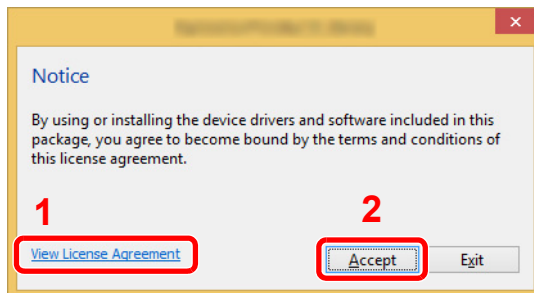 Notice
By using or installing the device drivers and software included in this
package, you agree to become bound by the terms and conditions of
this license agreement.
1
2
View License Agreement
Accept
Exit